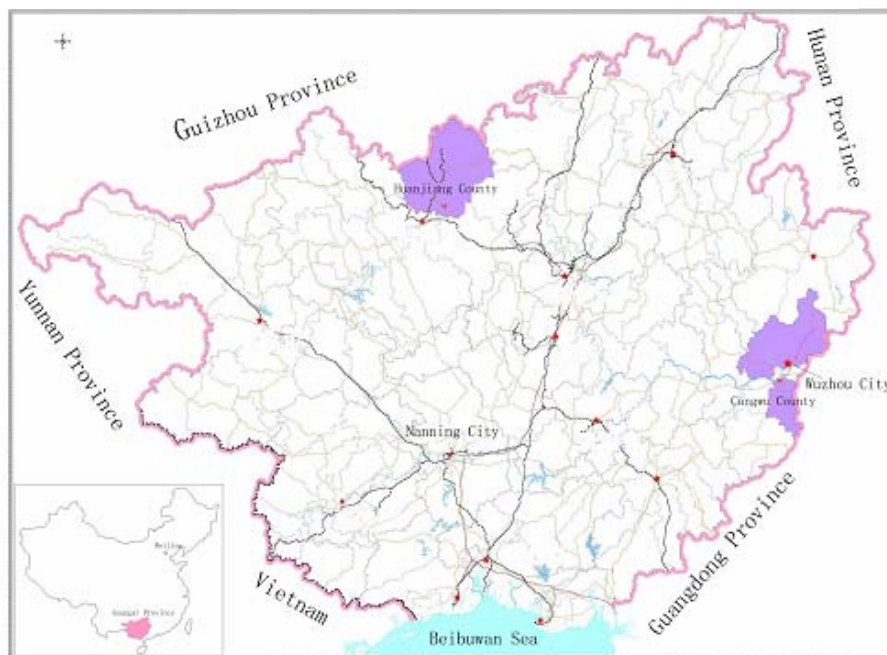 Guizhou Province
Hunan Province
Huanjiang County
Yunnan Province
Wuzhou City
Cangwu County
Nanning City
Guangdong Province
Vietnam
Beibuwan Sea
Beijing
Guangxi Province